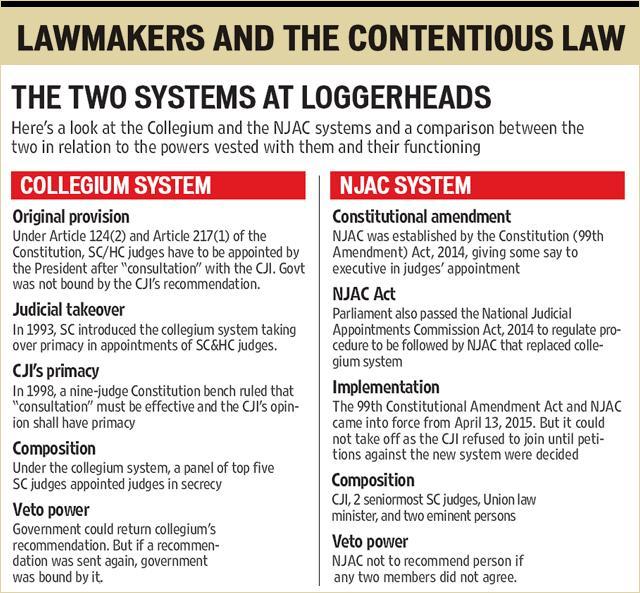 LAWMAKERS AND THE CONTENTIOUS LAW
THE TWO SYSTEMS AT LOGGERHEADS
Here's a look at the Collegium and the NJAC systems and a comparison between the
two in relation to the powers vested with them and their functioning
COLLEGIUM SYSTEM
Original provision
Under Article 124(2) and Article 217(1) of the
Constitution, SC/HC judges have to be appointed by
the President after "consultation" with the CJI. Govt
was not bound by the CJI's recommendation.
Judicial takeover
In 1993, SC introduced the collegium system taking
over primacy in appointments of SC&HC judges.
CJI's primacy
In 1998, a nine-judge Constitution bench ruled that
"consultation" must be effective and the CJI's opin-
ion shall have primacy
Composition
Under the collegium system, a panel of top five
SC judges appointed judges in secrecy
Veto power
Government could return collegium's
recommendation. But if a recommen-
dation was sent again, government
was bound by it.
NJAC SYSTEM
Constitutional amendment
NJAC was established by the Constitution (99th
Amendment) Act, 2014, giving some say to
executive in judges' appointment
NJAC Act
Parliament also passed the National Judicial
Appointments Commission Act, 2014 to regulate pro-
cedure to be followed by NJAC that replaced colle-
gium system
Implementation
The 99th Constitutional Amendment Act and NJAC
came into force from April 13, 2015. But it could
not take off as the CJI refused to join until peti-
tions against the new system were decided
Composition
CJI, 2 seniormost SC judges, Union law
minister, and two eminent persons
Veto power
NJAC not to recommend person if
any two members did not agree.